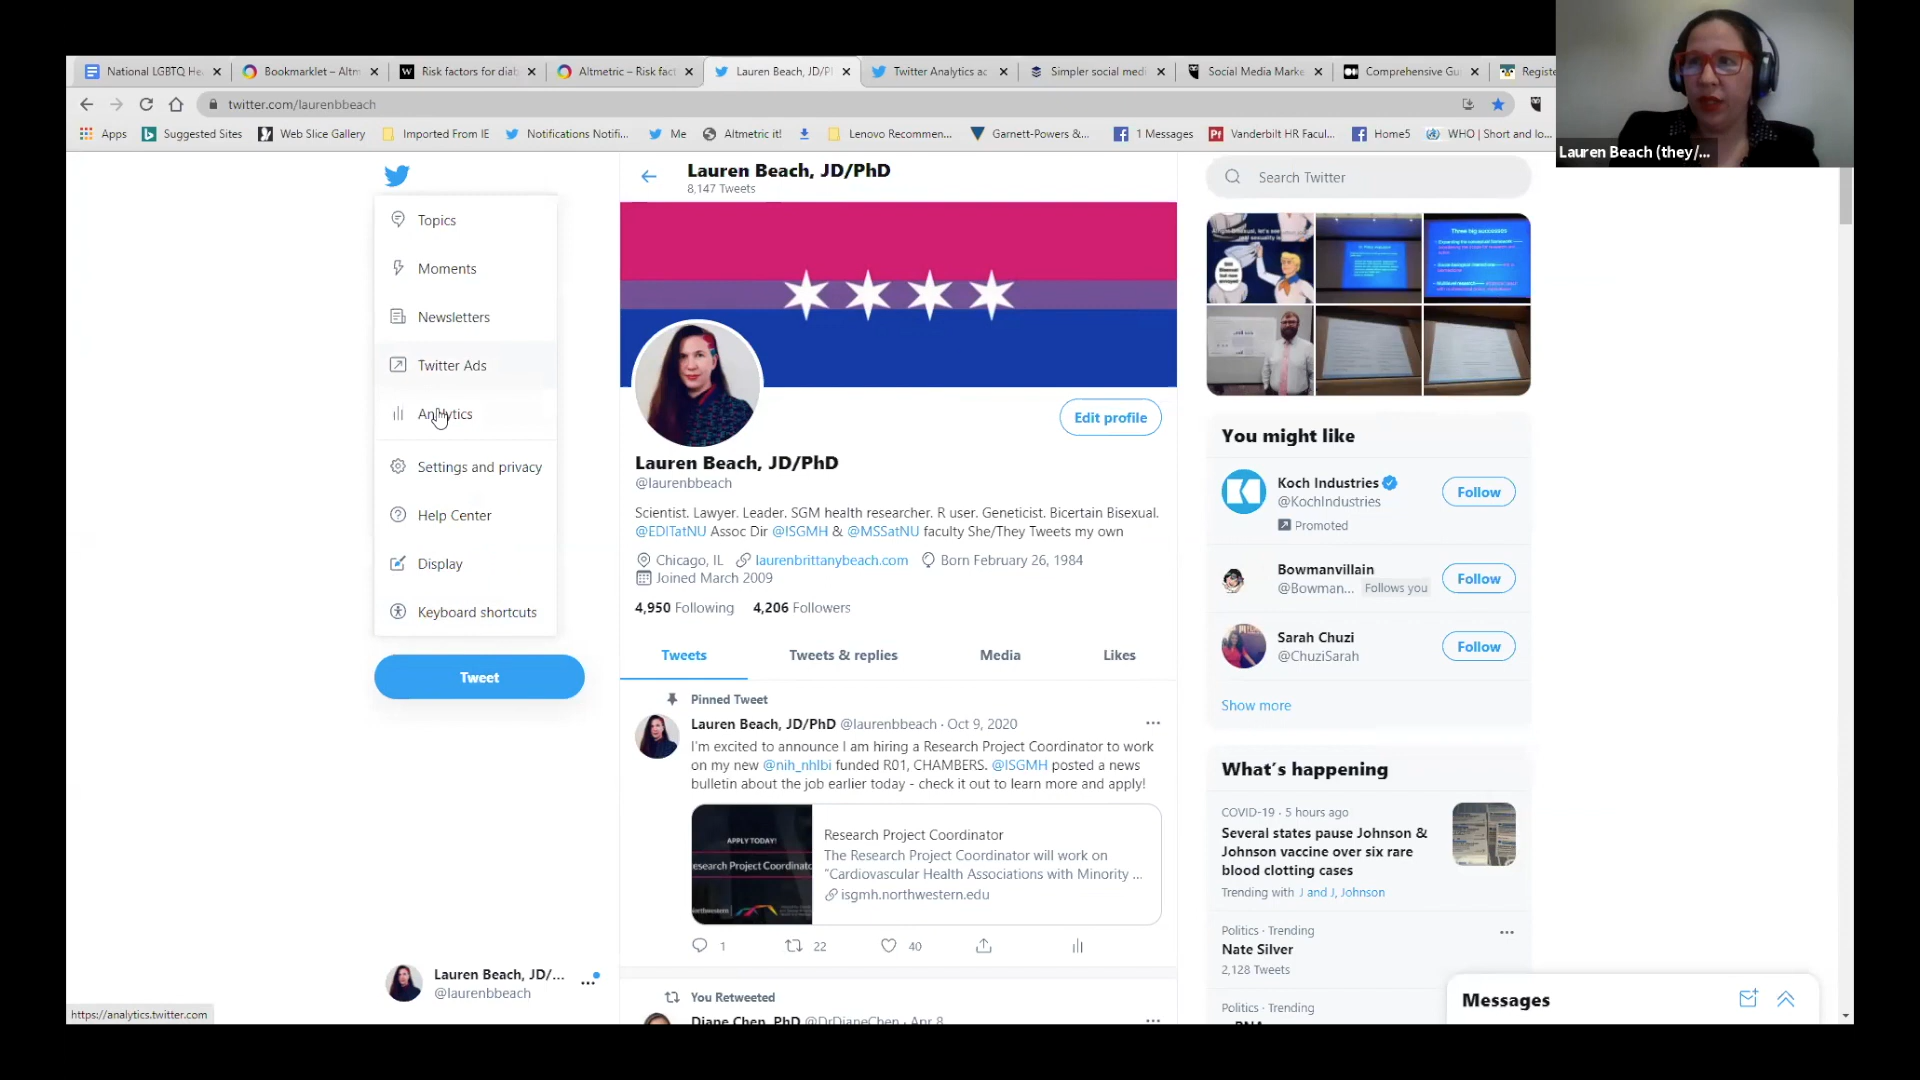 National LGBTQ He
Bookmarklet – Altm
Risk factors for diab
Altmetric – Risk fact
Lauren Beach, JD/P
Twitter Analytics ac
Simpler social medi
Social Media Marke
Comprehensive Gu
Registe
twitter.com/laurenbbeach
Apps
Suggested Sites
Web Slice Gallery
Imported From IE
Notifications Notifi...
Me
Altmetric it!
Lenovo Recommen...
Garnett-Powers &...
1 Messages
Vanderbilt HR Facul...
Home5
WHO | Short and lo...
Lauren Beach (they/...
Topics
Moments
Newsletters
Twitter Ads
Analytics
Settings and privacy
Help Center
Display
Keyboard shortcuts
Tweet
Lauren Beach, JD/...
@laurenbbeach
https://analytics.twitter.com
Lauren Beach, JD/PhD
8,147 Tweets
Edit profile
Lauren Beach, JD/PhD
@laurenbbeach
Scientist. Lawyer. Leader. SGM health researcher. R user. Geneticist. Bicertain Bisexual.
@EDITatNU Assoc Dir @ISGMH & @MSSatNU faculty She/They Tweets my own
Chicago, IL laurenbrittanybeach.com Born February 26, 1984
Joined March 2009
4,950 Following 4,206 Followers
Tweets
Tweets & replies
Media
Likes
Pinned Tweet
Lauren Beach, JD/PhD @laurenbbeach · Oct 9, 2020
I'm excited to announce I am hiring a Research Project Coordinator to work
on my new @nih_nhlbi funded R01, CHAMBERS. @ISGMH posted a news
bulletin about the job earlier today - check it out to learn more and apply!
APPLY TODAY!
esearch Project Coordinato
Research Project Coordinator
The Research Project Coordinator will work on
"Cardiovascular Health Associations with Minority ...
isgmh.northwestern.edu
1
22
40
You Retweeted
Diane Chen, PhD @DrDianeChen · Apr 8
Search Twitter
Three big successes
You might like
Koch Industries
@KochIndustries
Promoted
Follow
Bowmanvillain
@Bowman... Follows you
Follow
Sarah Chuzi
@ChuziSarah
Follow
Show more
What's happening
COVID-19 · 5 hours ago
Several states pause Johnson &
Johnson vaccine over six rare
blood clotting cases
Trending with J and J, Johnson
Politics · Trending
Nate Silver
2,128 Tweets
Politics · Trending
Messages